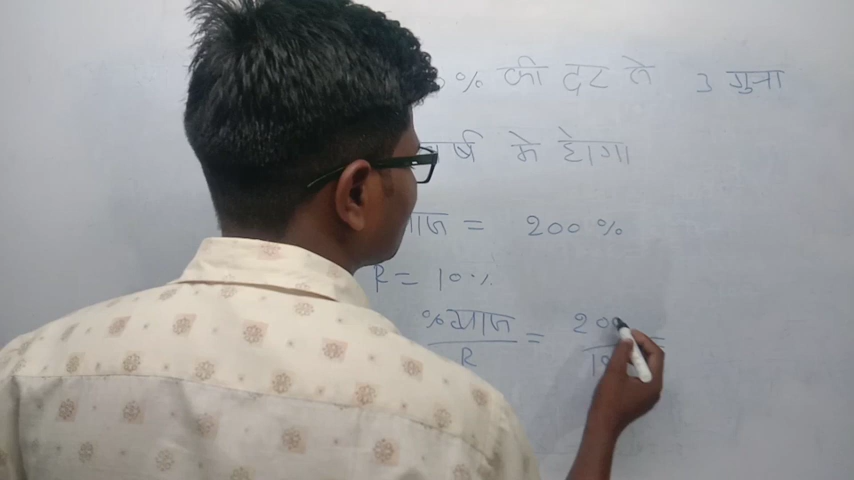 % की दर से 3 गुना
वर्ष मे होगा
= 200 %
R = 10%
%ब्याज / R = 200 / 10